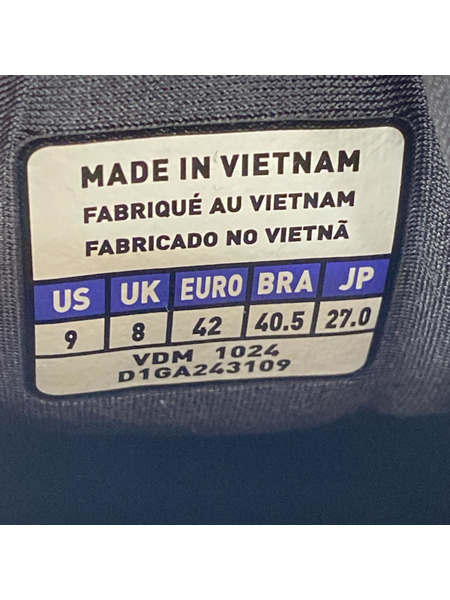 MADE IN VIETNAM
FABRIQUÉ AU VIETNAM
FABRICADO NO VIETNÃ
US UK EURO BRA JP
9 8 42 40.5 27.0
VDM 1024
D1GA243109